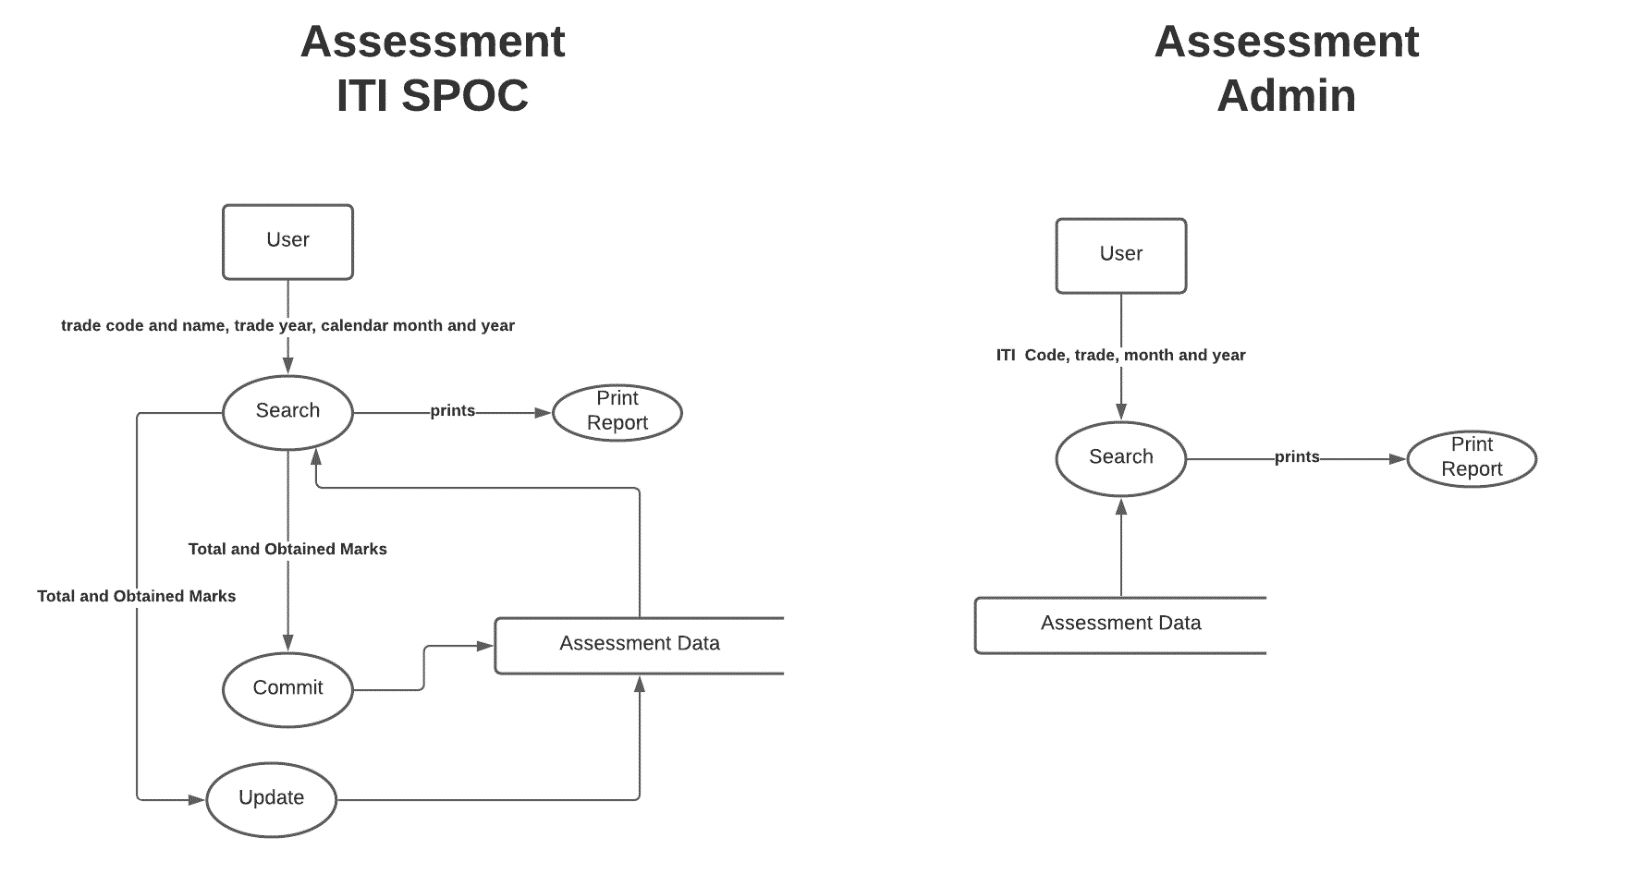 Assessment
ITI SPOC
User
trade code and name, trade year, calendar month and year
Search
prints
Print
Report
Total and Obtained Marks
Total and Obtained Marks
Assessment Data
Commit
Update
Assessment
Admin
User
ITI  Code, trade, month and year
Search
prints
Print
Report
Assessment Data